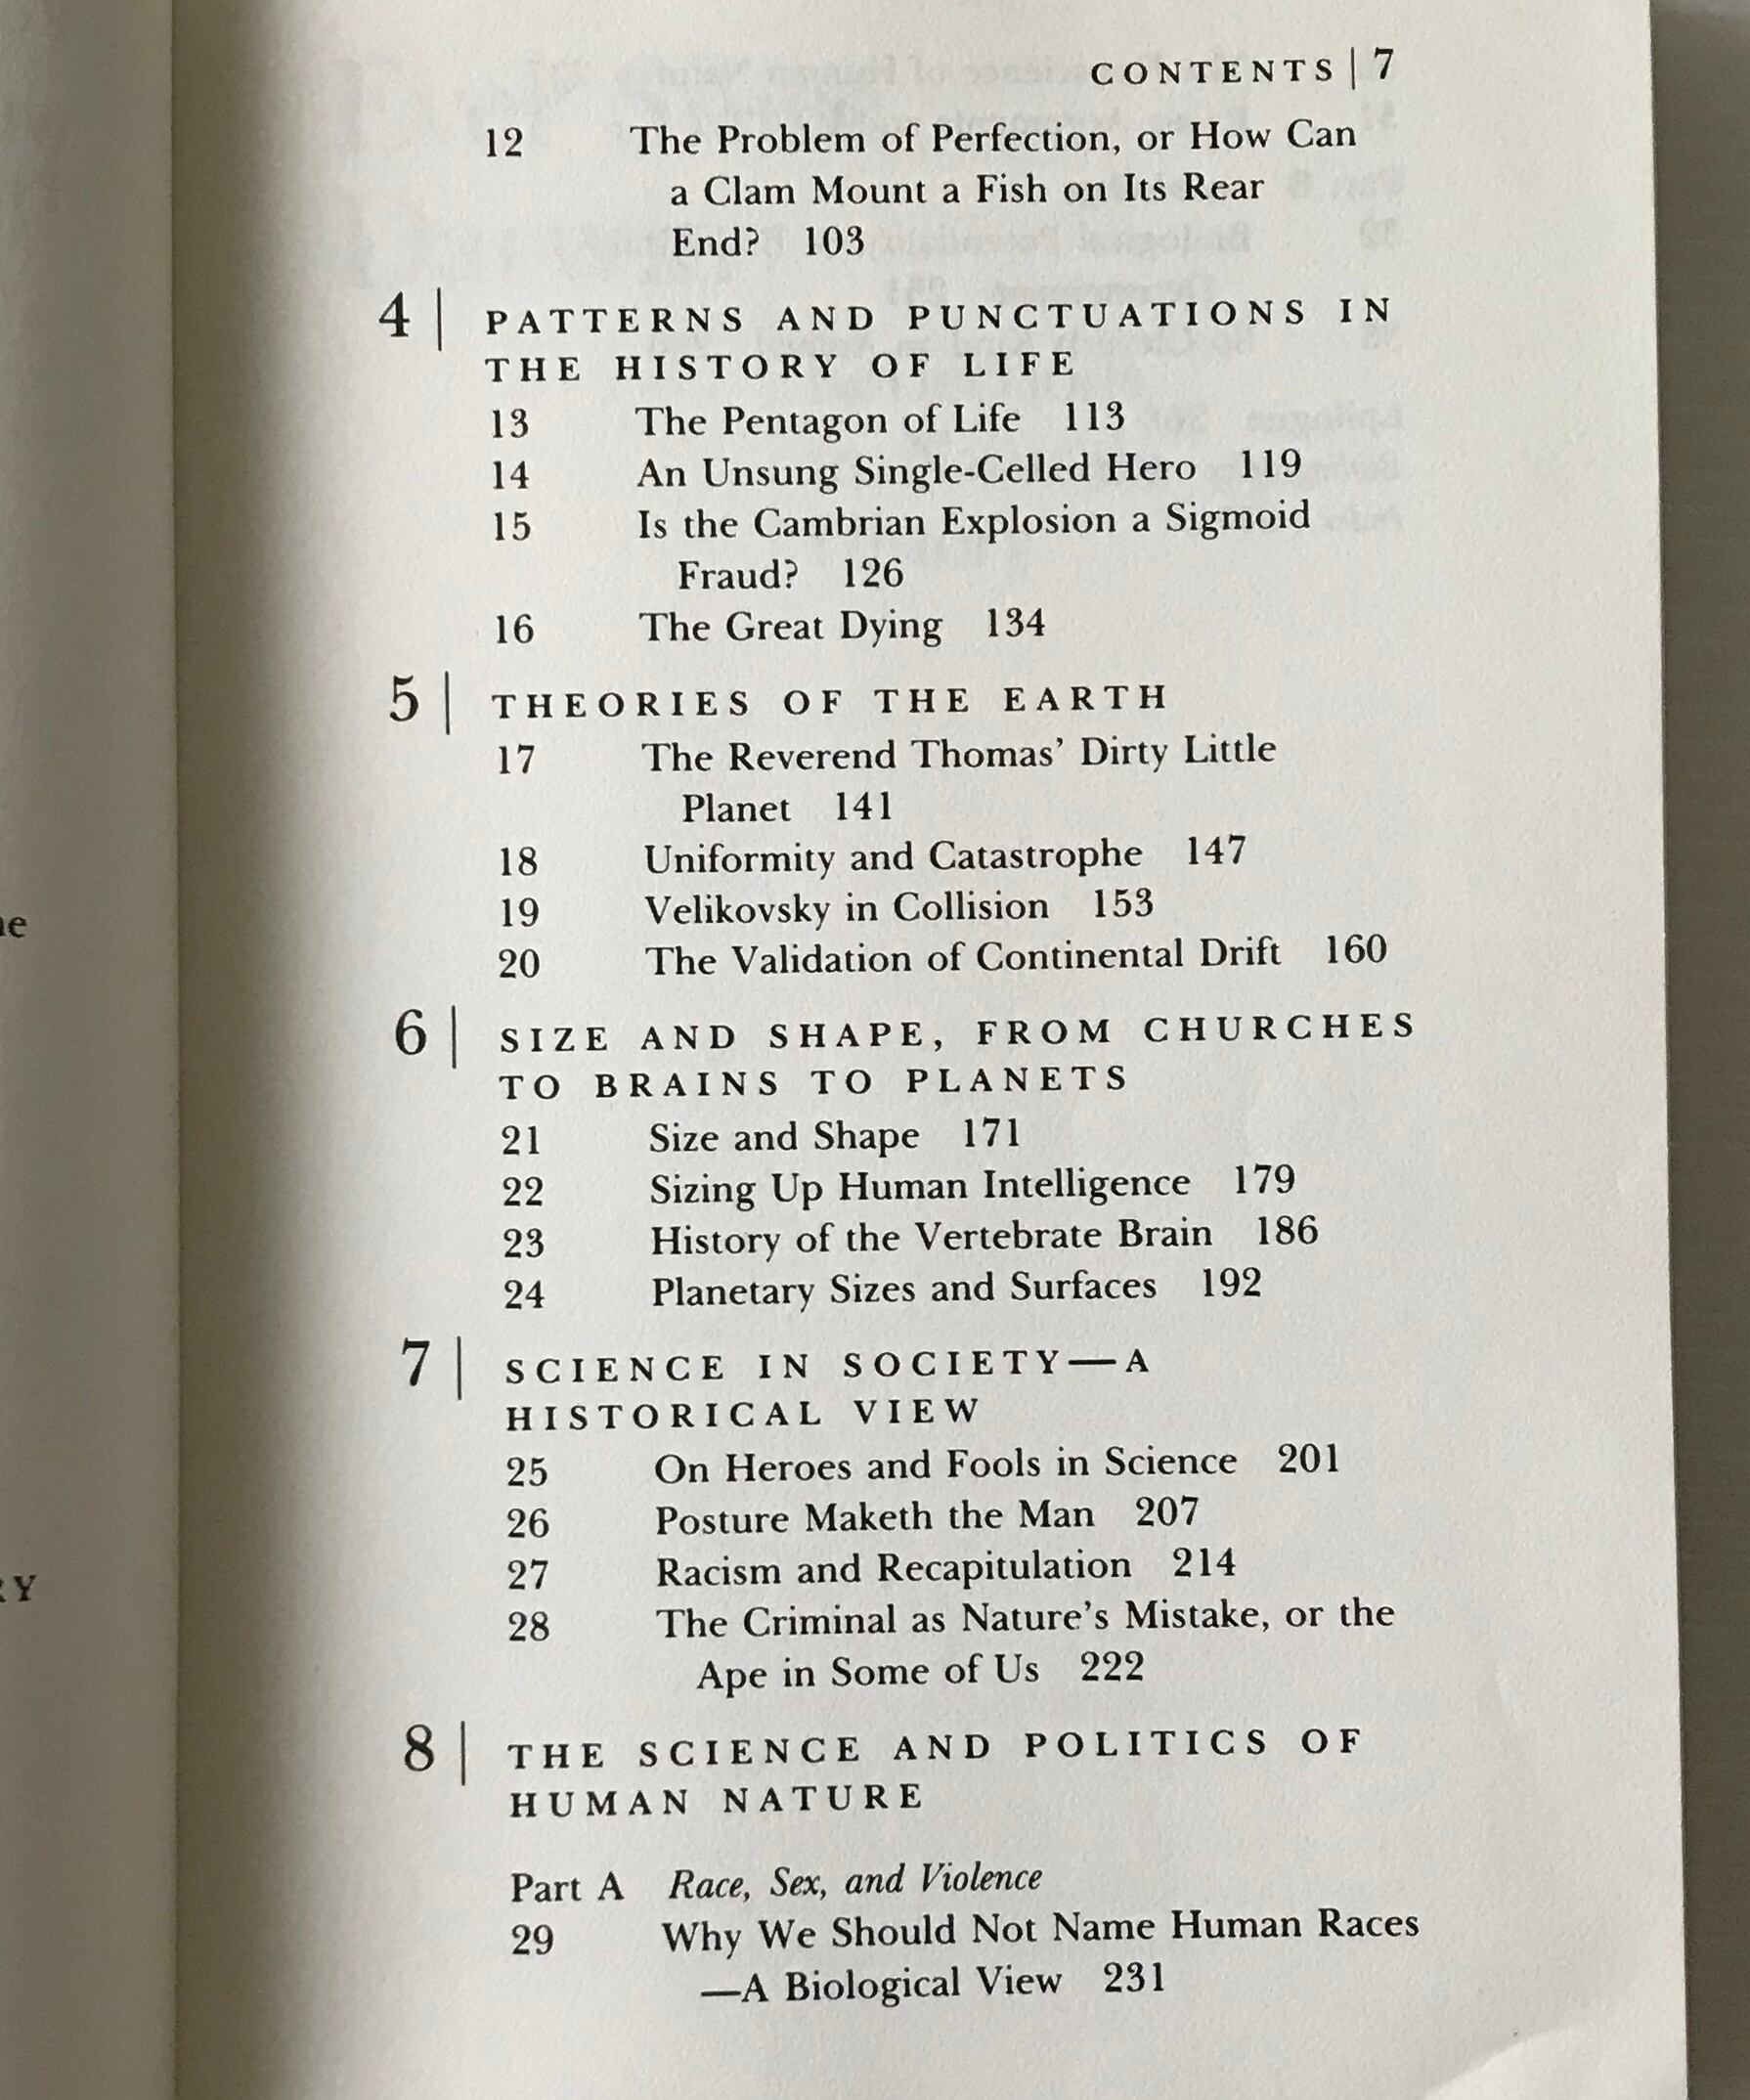 CONTENTS | 7
12 The Problem of Perfection, or How Can
a Clam Mount a Fish on Its Rear
End? 103
4 | PATTERNS AND PUNCTUATIONS IN
THE HISTORY OF LIFE
13 The Pentagon of Life 113
14 An Unsung Single-Celled Hero 119
15 Is the Cambrian Explosion a Sigmoid
Fraud? 126
16 The Great Dying 134
5 | THEORIES OF THE EARTH
17 The Reverend Thomas’ Dirty Little
Planet 141
18 Uniformity and Catastrophe 147
19 Velikovsky in Collision 153
20 The Validation of Continental Drift 160
6 | SIZE AND SHAPE, FROM CHURCHES
TO BRAINS TO PLANETS
21 Size and Shape 171
22 Sizing Up Human Intelligence 179
23 History of the Vertebrate Brain 186
24 Planetary Sizes and Surfaces 192
7 | SCIENCE IN SOCIETY—A
HISTORICAL VIEW
25 On Heroes and Fools in Science 201
26 Posture Maketh the Man 207
27 Racism and Recapitulation 214
28 The Criminal as Nature’s Mistake, or the
Ape in Some of Us 222
8 | THE SCIENCE AND POLITICS OF
HUMAN NATURE
Part A Race, Sex, and Violence
29 Why We Should Not Name Human Races
—A Biological View 231